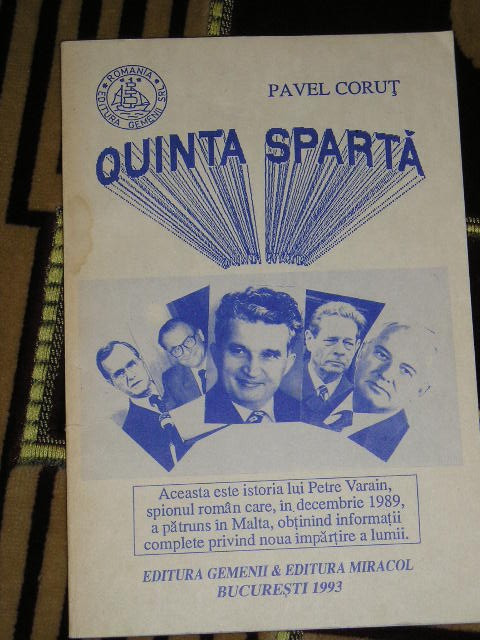 ROMANIA
EDITURA GEMENII SRL
PAVEL CORUŢ
QUINTA SPARTĂ
Aceasta este istoria lui Petre Varain,
spionul român care, în decembrie 1989,
a pătruns în Malta, obţinînd informaţii
complete privind noua împărţire a lumii.
EDITURA GEMENII & EDITURA MIRACOL
BUCUREŞTI 1993